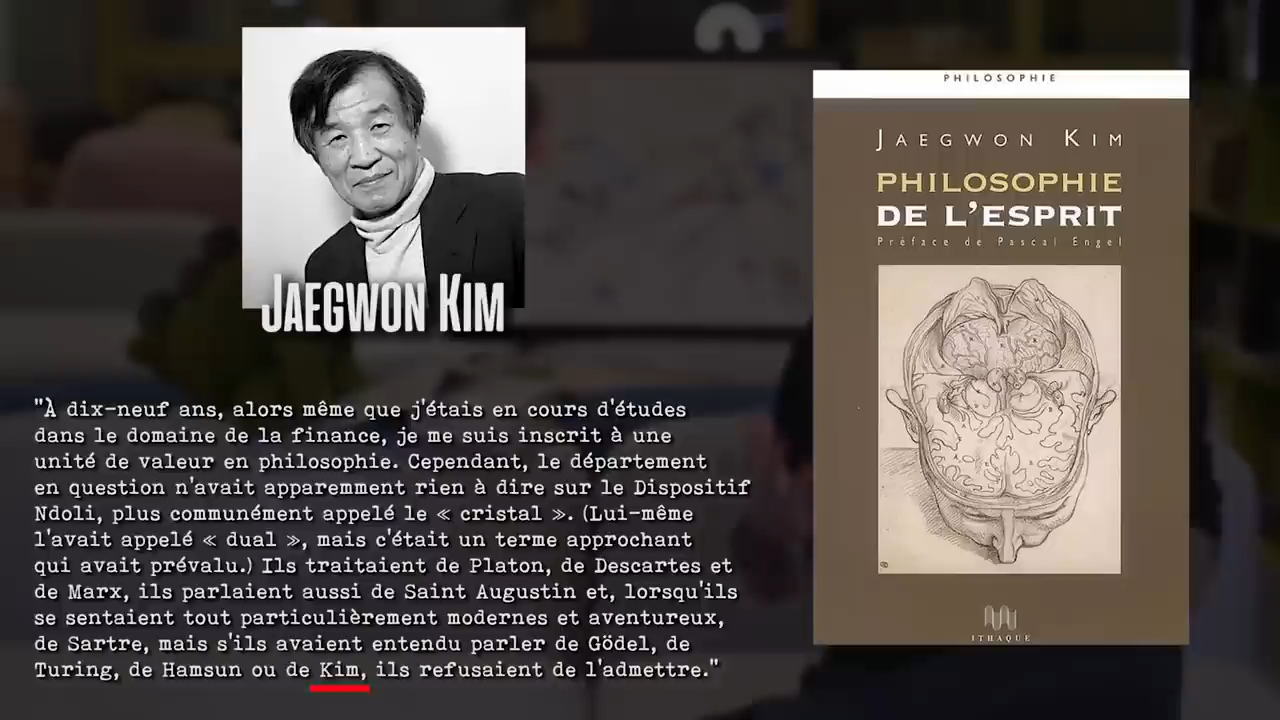 JAEGWON KIM
"À dix-neuf ans, alors même que j'étais en cours d'études
dans le domaine de la finance, je me suis inscrit à une
unité de valeur en philosophie. Cependant, le département
en question n'avait apparemment rien à dire sur le Dispositif
Ndoli, plus communément appelé le « cristal ». (Lui-même
l'avait appelé « dual », mais c'était un terme approchant
qui avait prévalu.) Ils traitaient de Platon, de Descartes et
de Marx, ils parlaient aussi de Saint Augustin et, lorsqu'ils
se sentaient tout particulièrement modernes et aventureux,
de Sartre, mais s'ils avaient entendu parler de Gödel, de
Turing, de Hamsun ou de Kim, ils refusaient de l'admettre."
PHILOSOPHIE
JAEGWON KIM
PHILOSOPHIE
DE L'ESPRIT
Préface de Pascal Engel
ITHAQUE